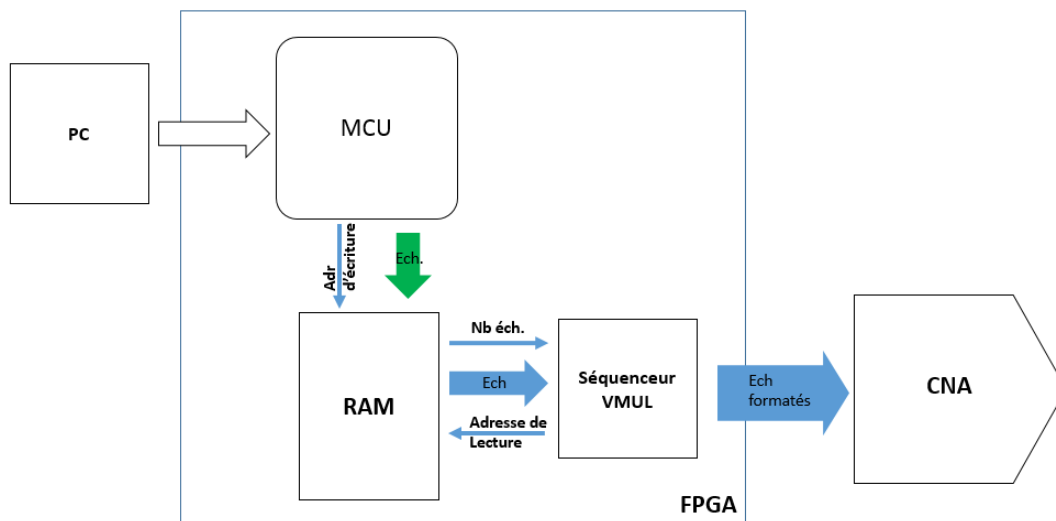 PC
MCU
Adr
d'écriture
Ech.
RAM
Nb éch.
Ech
Adresse de
Lecture
Séquenceur
VMUL
Ech
formatés
CNA
FPGA